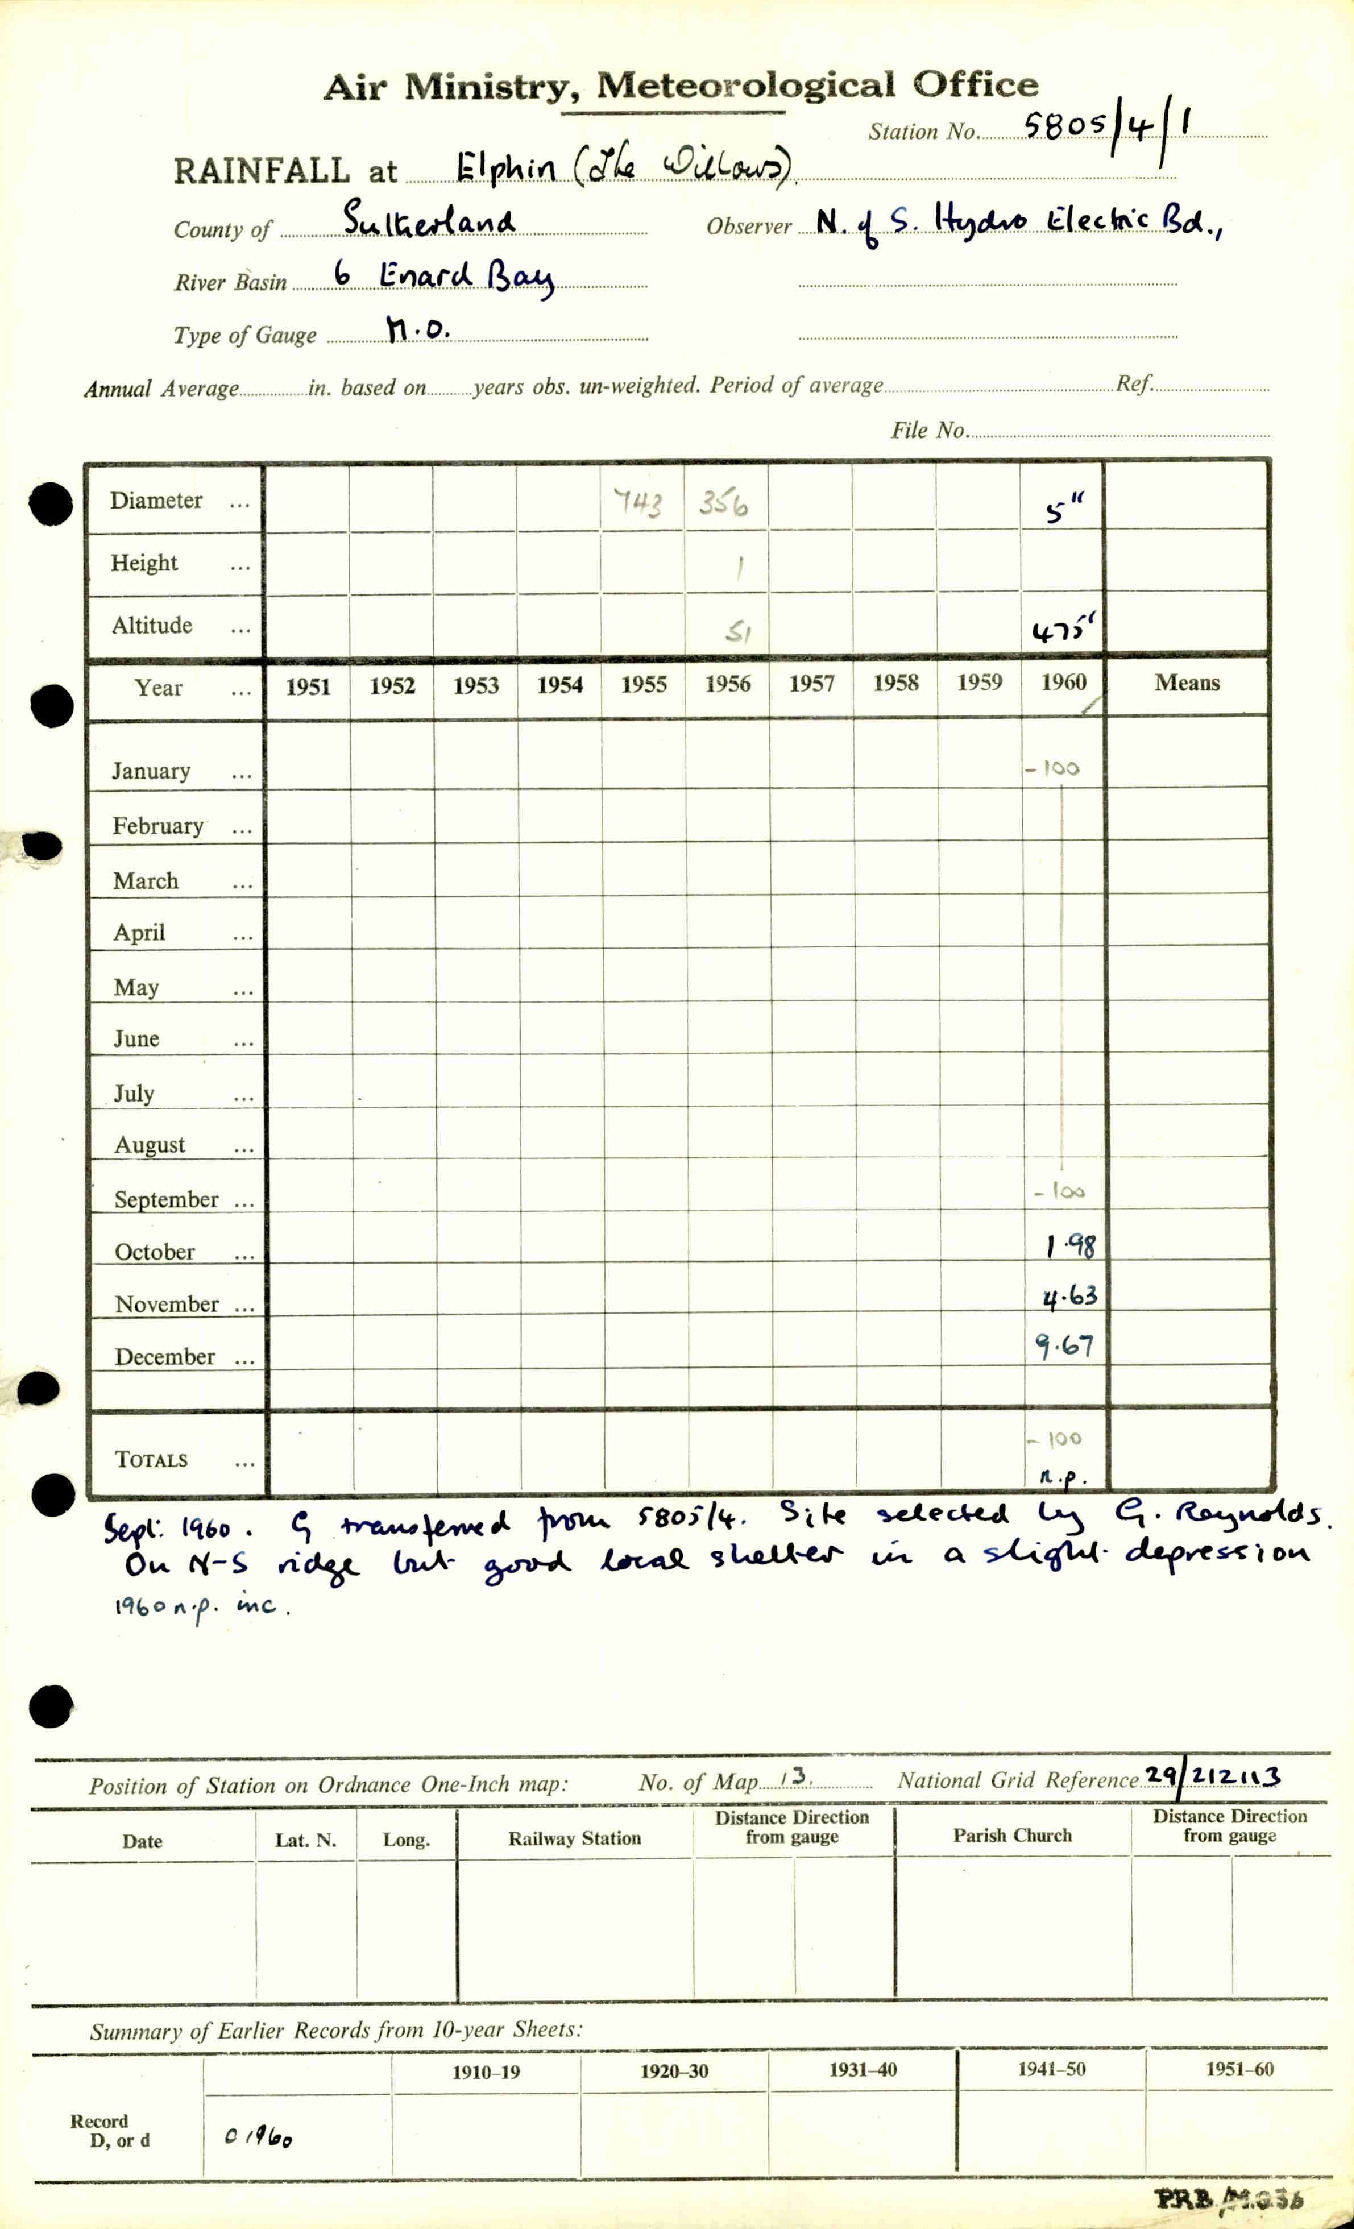 Air Ministry, Meteorological Office
Station No. 5805/4/1
RAINFALL at Elphin (The Willows).
County of Sutherland Observer N. of S. Hydro Electric Bd.,
River Basin 6 Enard Bay
Type of Gauge M.O.
Annual Average in. based on years obs. un-weighted. Period of average Ref.
File No.
Diameter ... 743 356 5"
Height ... 1
Altitude ... 51 475'
Year ... 1951 1952 1953 1954 1955 1956 1957 1958 1959 1960 Means
January ... -100
February ...
March ...
April ...
May ...
June ...
July ...
August ...
September ... -100
October ... 1.98
November ... 4.63
December ... 9.67
TOTALS ... -100
n.p.
Sept: 1960. G transferred from 5805/4. Site selected by G. Raynolds.
On N-S ridge but good local shelter in a slight depression
1960 n.p. inc.
Position of Station on Ordnance One-Inch map: No. of Map 13. National Grid Reference 29/212113
Date Lat. N. Long. Railway Station Distance Direction from gauge Parish Church Distance Direction from gauge
Summary of Earlier Records from 10-year Sheets:
1910-19 1920-30 1931-40 1941-50 1951-60
Record
D, or d O 1960